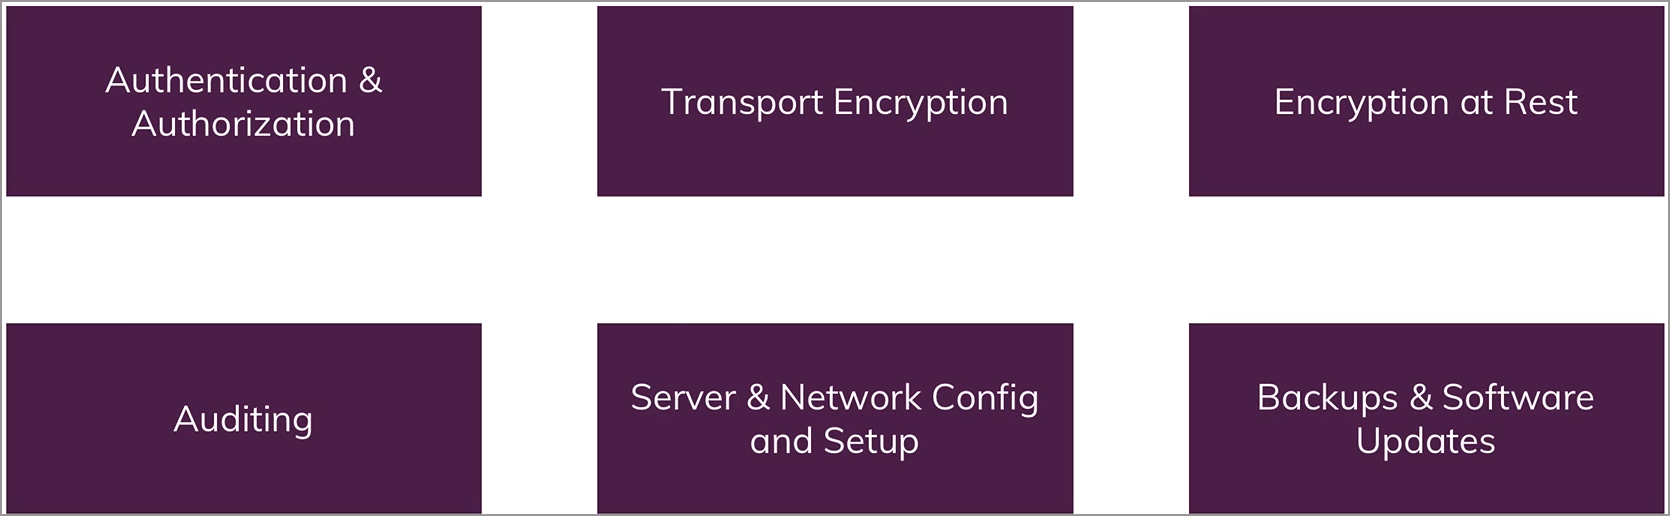 Authentication &
Authorization
Transport Encryption
Encryption at Rest
Auditing
Server & Network Config
and Setup
Backups & Software
Updates